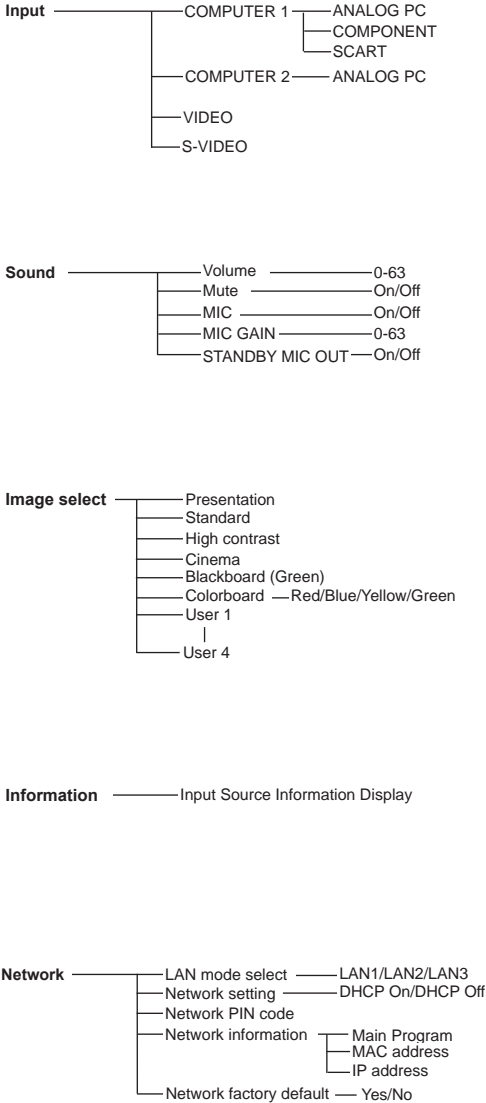 Input COMPUTER 1 ANALOG PC
COMPONENT
SCART
COMPUTER 2 ANALOG PC
VIDEO
S-VIDEO
Sound Volume 0-63
Mute On/Off
MIC On/Off
MIC GAIN 0-63
STANDBY MIC OUT On/Off
Image select Presentation
Standard
High contrast
Cinema
Blackboard (Green)
Colorboard Red/Blue/Yellow/Green
User 1
User 4
Information Input Source Information Display
Network LAN mode select LAN1/LAN2/LAN3
Network setting DHCP On/DHCP Off
Network PIN code
Network information Main Program
MAC address
IP address
Network factory default Yes/No